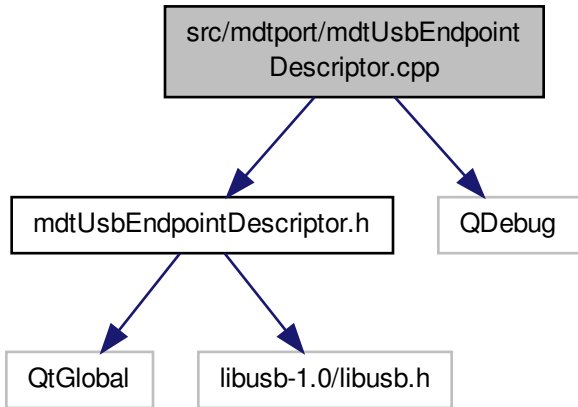 src/mdtport/mdtUsbEndpoint
Descriptor.cpp
mdtUsbEndpointDescriptor.h
QDebug
QtGlobal
libusb-1.0/libusb.h